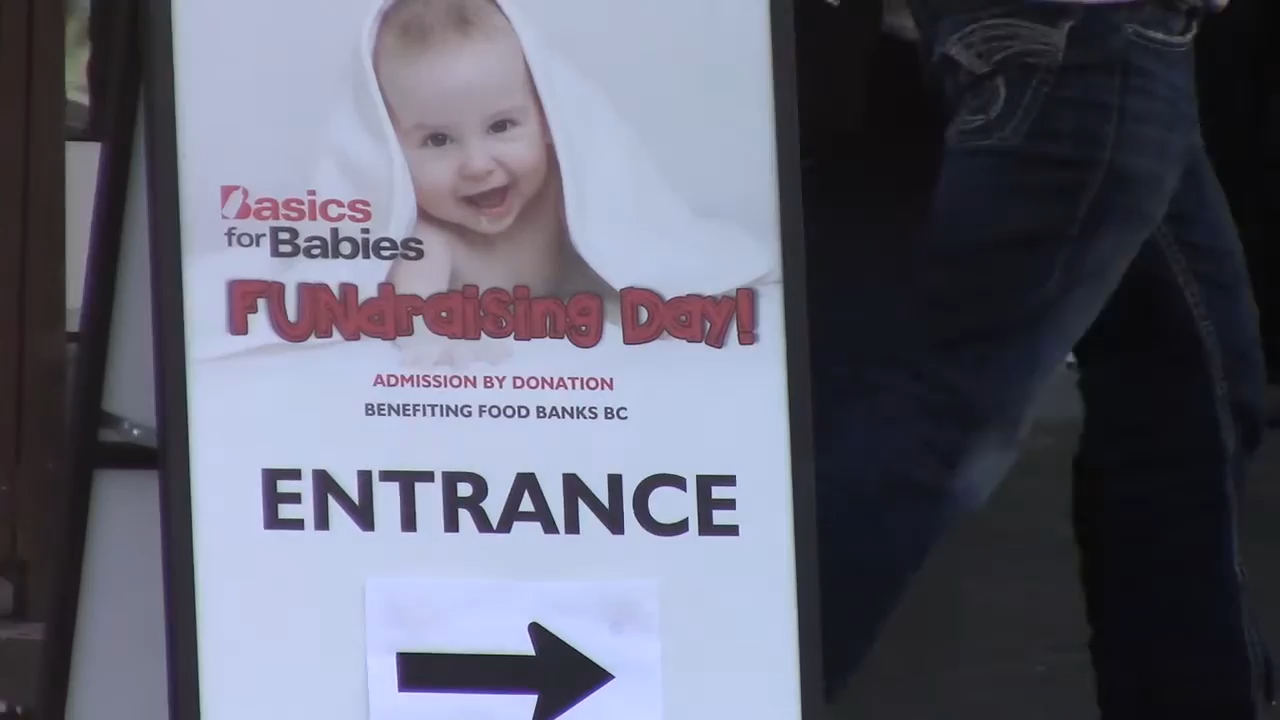 Basics
for Babies
FUNdraising Day!
ADMISSION BY DONATION
BENEFITING FOOD BANKS BC
ENTRANCE